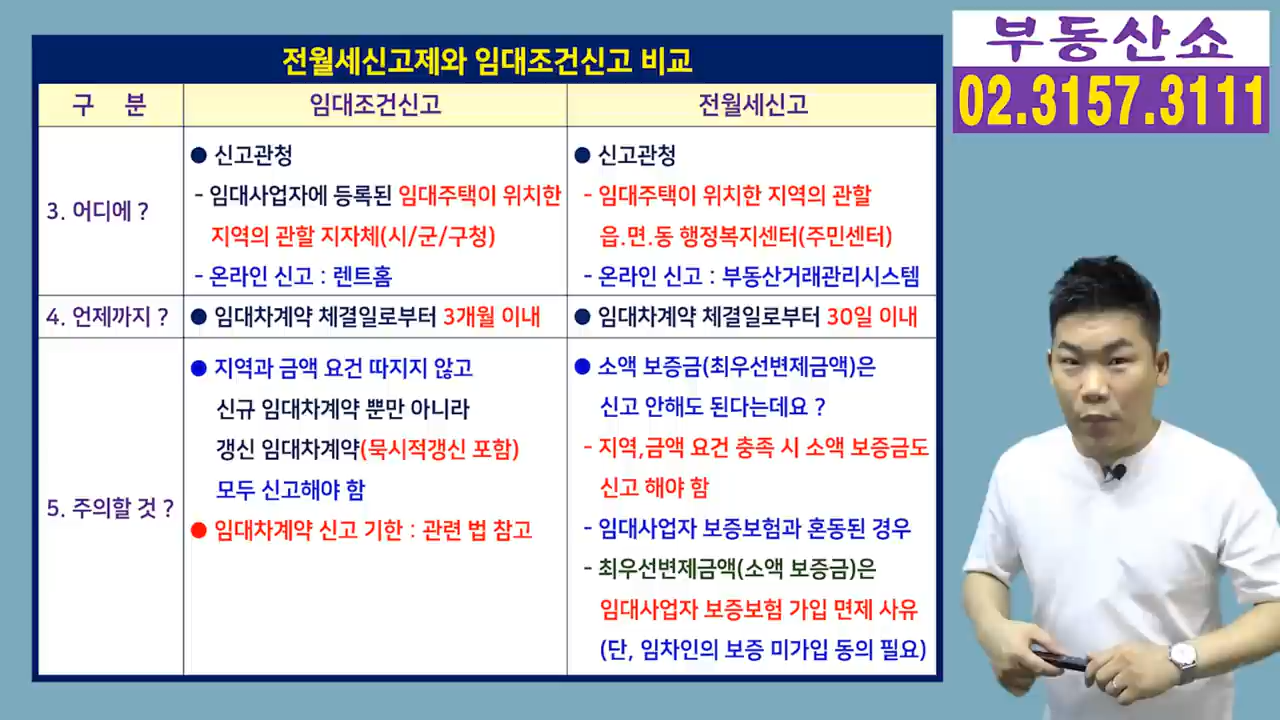 전월세신고제와 임대조건신고 비교
부동산쇼
02.3157.3111
구 분
임대조건신고
전월세신고
3. 어디에 ?
● 신고관청
- 임대사업자에 등록된 임대주택이 위치한
지역의 관할 지자체(시/군/구청)
- 온라인 신고 : 렌트홈
● 신고관청
- 임대주택이 위치한 지역의 관할
읍.면.동 행정복지센터(주민센터)
- 온라인 신고 : 부동산거래관리시스템
4. 언제까지 ?
● 임대차계약 체결일로부터 3개월 이내
● 임대차계약 체결일로부터 30일 이내
5. 주의할 것 ?
● 지역과 금액 요건 따지지 않고
신규 임대차계약 뿐만 아니라
갱신 임대차계약(묵시적갱신 포함)
모두 신고해야 함
● 임대차계약 신고 기한 : 관련 법 참고
● 소액 보증금(최우선변제금액)은
신고 안해도 된다는데요 ?
- 지역,금액 요건 충족 시 소액 보증금도
신고 해야 함
- 임대사업자 보증보험과 혼동된 경우
- 최우선변제금액(소액 보증금)은
임대사업자 보증보험 가입 면제 사유
(단, 임차인의 보증 미가입 동의 필요)